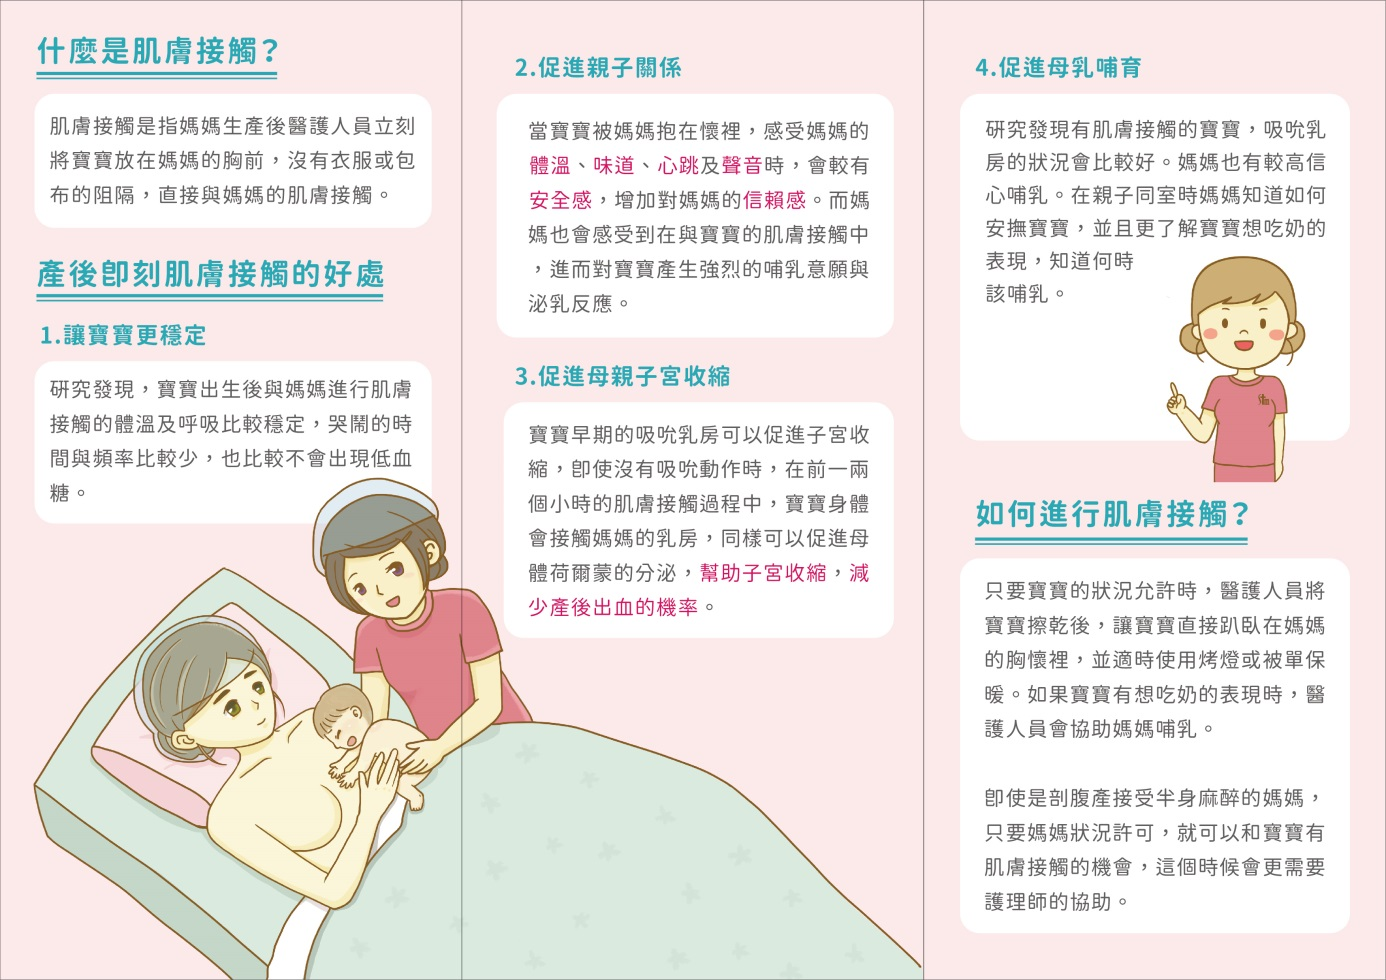 什麼是肌膚接觸?
肌膚接觸是指媽媽生產後醫護人員立刻
將寶寶放在媽媽的胸前，沒有衣服或包
布的阻隔，直接與媽媽的肌膚接觸。
產後卽刻肌膚接觸的好處
1.讓寶寶更穩定
研究發現，寶寶出生後與媽媽進行肌膚
接觸的體溫及呼吸比較穩定，哭鬧的時
間與頻率比較少，也比較不會出現低血
糖。
2.促進親子關係
當寶寶被媽媽抱在懷裡，感受媽媽的
體溫、味道、心跳及聲音時，會較有
安全感，增加對媽媽的信賴感。而媽
媽也會感受到在與寶寶的肌膚接觸中
，進而對寶寶產生強烈的哺乳意願與
泌乳反應。
3.促進母親子宮收縮
寶寶早期的吸吮乳房可以促進子宮收
縮，卽使沒有吸吮動作時，在前一兩
個小時的肌膚接觸過程中，寶寶身體
會接觸媽媽的乳房，同樣可以促進母
體荷爾蒙的分泌，幫助子宮收縮，減
少產後出血的機率。
4.促進母乳哺育
研究發現有肌膚接觸的寶寶，吸吮乳
房的狀況會比較好。媽媽也有較高信
心哺乳。在親子同室時媽媽知道如何
安撫寶寶，並且更了解寶寶想吃奶的
表現，知道何時
該哺乳。
如何進行肌膚接觸?
只要寶寶的狀況允許時，醫護人員將
寶寶擦乾後，讓寶寶直接趴臥在媽媽
的胸懷裡，並適時使用烤燈或被單保
暖。如果寶寶有想吃奶的表現時，醫
護人員會協助媽媽哺乳。
卽使是剖腹產接受半身麻醉的媽媽，
只要媽媽狀況許可，就可以和寶寶有
肌膚接觸的機會，這個時候會更需要
護理師的協助。